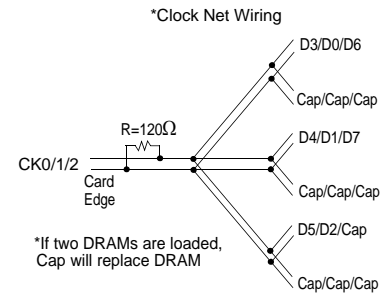 *Clock Net Wiring
D3/D0/D6
Cap/Cap/Cap
R=120Ω
D4/D1/D7
CK0/1/2
Card
Edge
Cap/Cap/Cap
D5/D2/Cap
*If two DRAMs are loaded,
Cap will replace DRAM
Cap/Cap/Cap